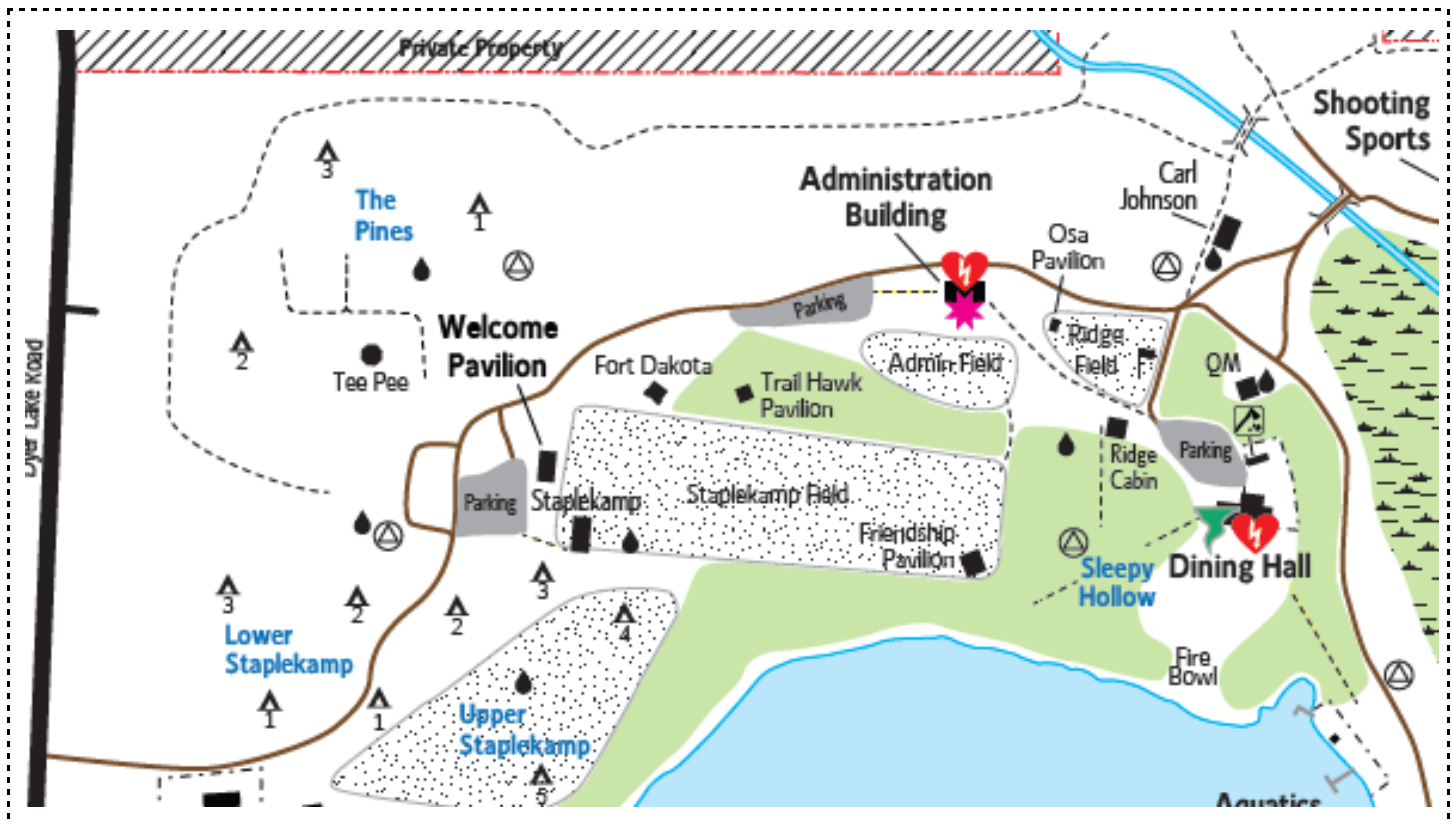 Private Property
Shooting
Sports
3
The
Pines
1
Administration
Building
Carl
Johnson
Osa
Pavilion
Parking
Welcome
Pavilion
2
Tee Pee
Dyer Lake Road
Fort Dakota
Trail Hawk
Pavilion
Admin Field
Ridge
Field
QM
Parking
Ridge
Cabin
Parking
Staplekamp
Staplekamp Field
Friendship
Pavilion
Sleepy
Hollow
Dining Hall
3
2
2
3
4
Lower
Staplekamp
1
1
Upper
Staplekamp
5
Fire
Bowl
Aquatics